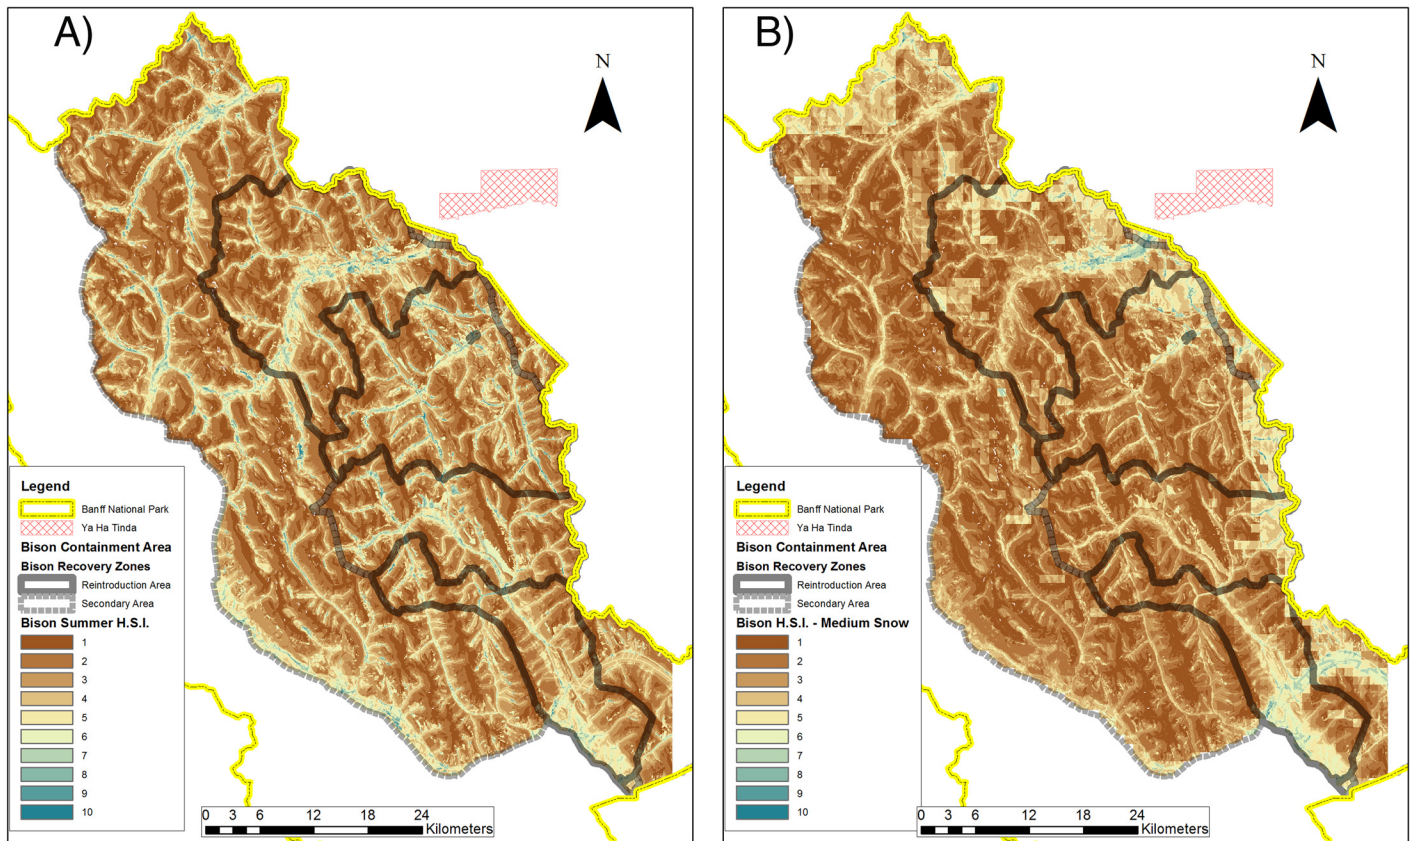 A)
N
Legend
Banff National Park
Ya Ha Tinda
Bison Containment Area
Bison Recovery Zones
Reintroduction Area
Secondary Area
Bison Summer H.S.I.
1
2
3
4
5
6
7
8
9
10
0 3 6 12 18 24
Kilometers
B)
N
Legend
Banff National Park
Ya Ha Tinda
Bison Containment Area
Bison Recovery Zones
Reintroduction Area
Secondary Area
Bison H.S.I. - Medium Snow
1
2
3
4
5
6
7
8
9
10
0 3 6 12 18 24
Kilometers